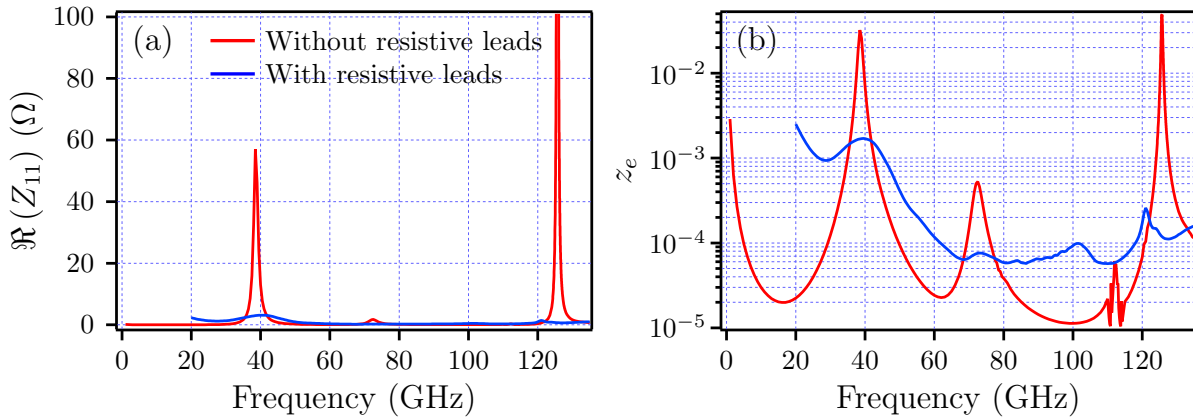 (a)
Without resistive leads
With resistive leads
100
80
60
40
20
0
ℜ (Z₁₁) (Ω)
0 20 40 60 80 100 120
Frequency (GHz)
(b)
10⁻²
10⁻³
10⁻⁴
10⁻⁵
zₑ
0 20 40 60 80 100 120
Frequency (GHz)